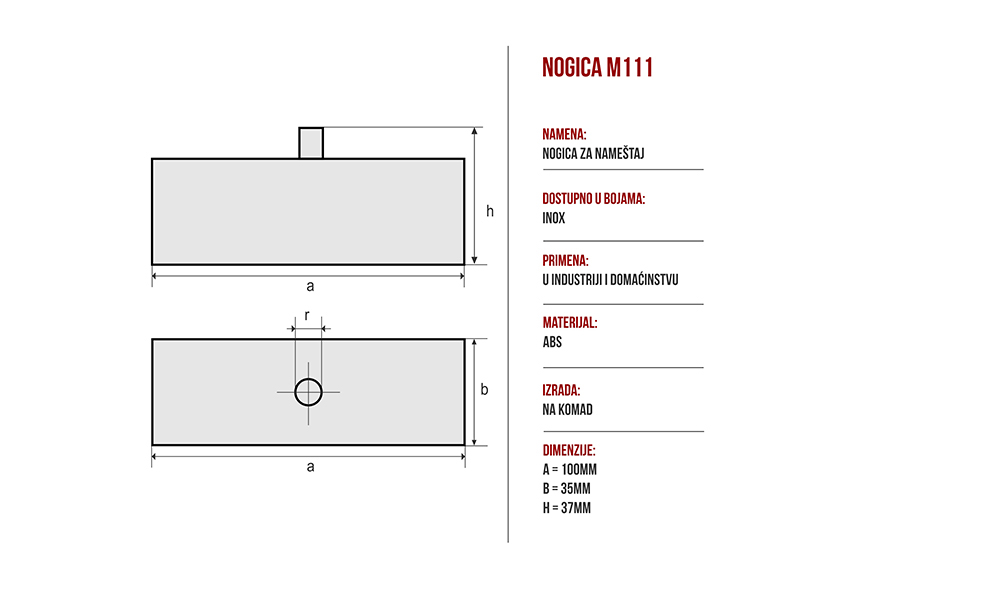 h
a
r
b
a
NOGICA M111
NAMENA:
NOGICA ZA NAMEŠTAJ
DOSTUPNO U BOJAMA:
INOX
PRIMENA:
U INDUSTRIJI I DOMAĆINSTVU
MATERIJAL:
ABS
IZRADA:
NA KOMAD
DIMENZIJE:
A = 100MM
B = 35MM
H = 37MM